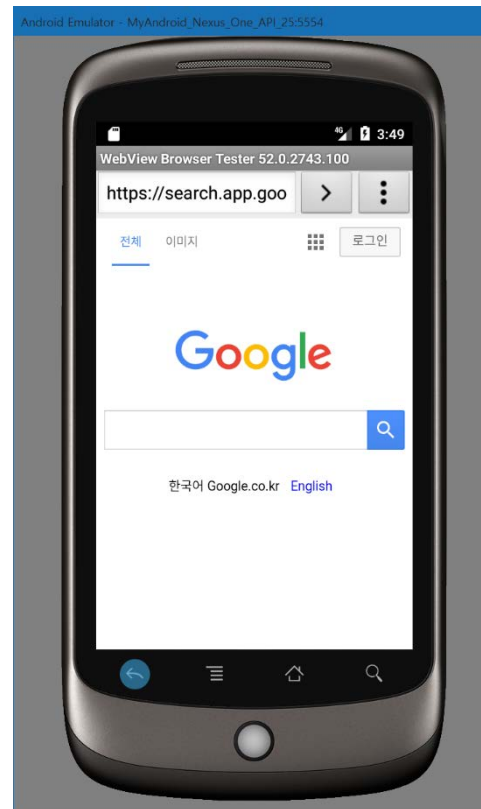 Android Emulator - MyAndroid_Nexus_One_API_25:5554
4G 3:49
WebView Browser Tester 52.0.2743.100
https://search.app.goo
전체 이미지 로그인
Google
한국어 Google.co.kr English